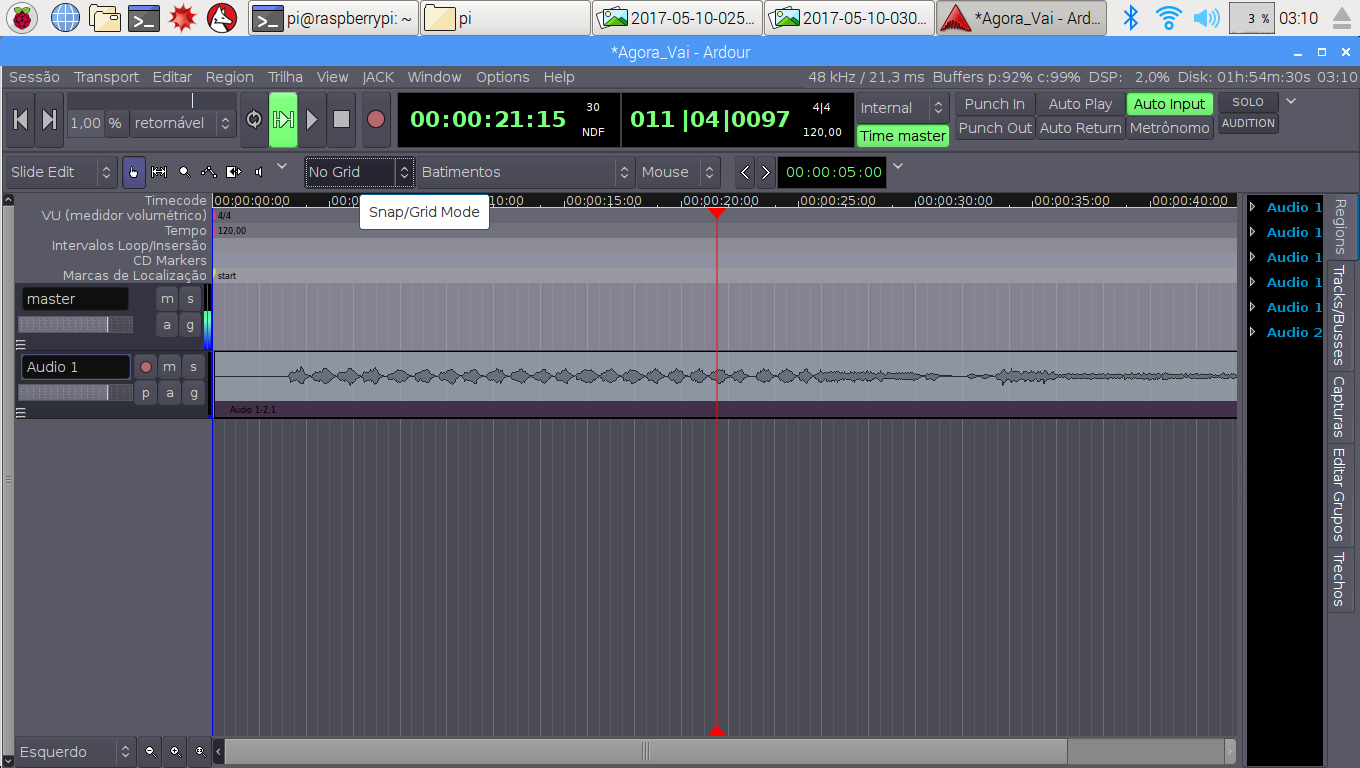 pi@raspberrypi: ~
pi
2017-05-10-025...
2017-05-10-030...
*Agora_Vai - Ard...
3 %
03:10
*Agora_Vai - Ardour
Sessão Transport Editar Region Trilha View JACK Window Options Help
48 kHz / 21,3 ms Buffers p:92% c:99% DSP: 2,0% Disk: 01h:54m:30s 03:10
1,00 % retornável
00:00:21:15
30
NDF
011 |04|0097
4|4
120,00
Internal
Time master
Punch In Auto Play Auto Input
Punch Out Auto Return Metrônomo
SOLO
AUDITION
Slide Edit
No Grid
Batimentos
Mouse
00:00:05:00
Snap/Grid Mode
Timecode 00:00:00:00 00:0 10:00 00:00:15:00 00:00:20:00 00:00:25:00 00:00:30:00 00:00:35:00 00:00:40:00
VU (medidor volumétrico) 4/4
Tempo 120,00
Intervalos Loop/Insersão
CD Markers
Marcas de Localização start
master m s
a g
Audio 1 m s
p a g
Audio 1-2.1
Audio 1
Audio 1
Audio 1
Audio 1
Audio 1
Audio 2
Regions
Tracks/Busses
Capturas
Editar Grupos
Trechos
Esquerdo